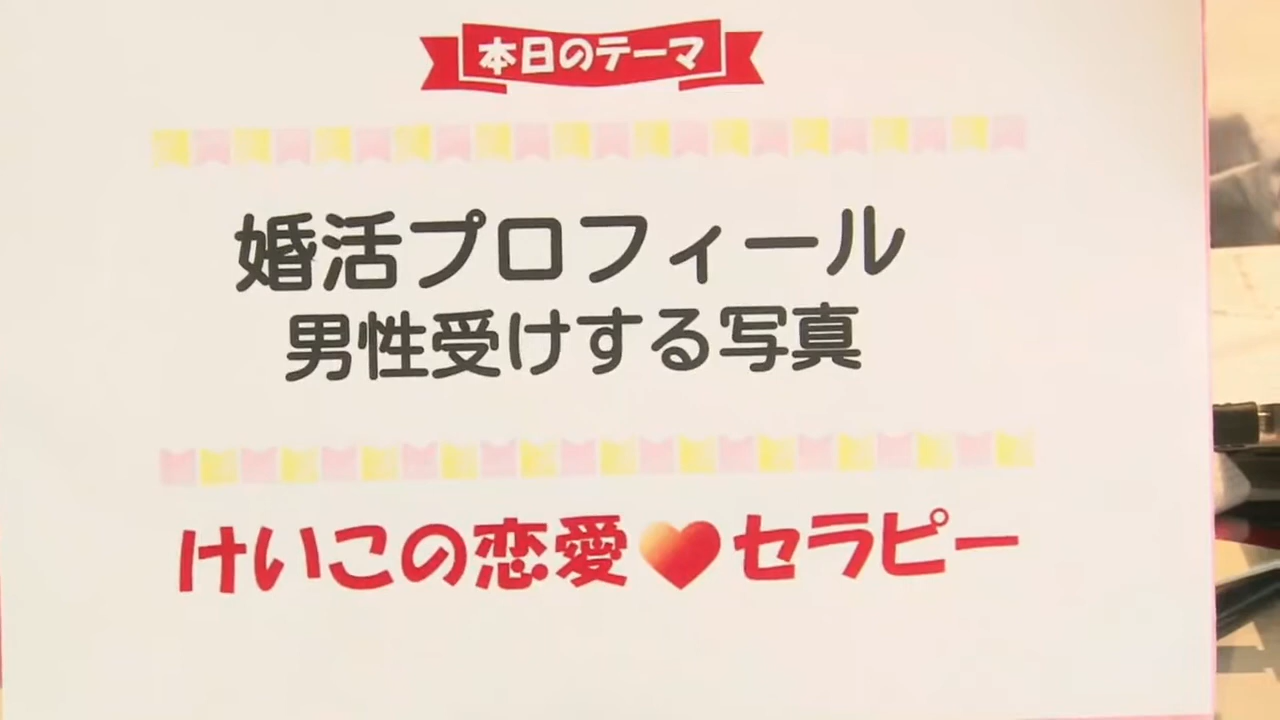 本日のテーマ
婚活プロフィール
男性受けする写真
けいこの恋愛❤セラピー